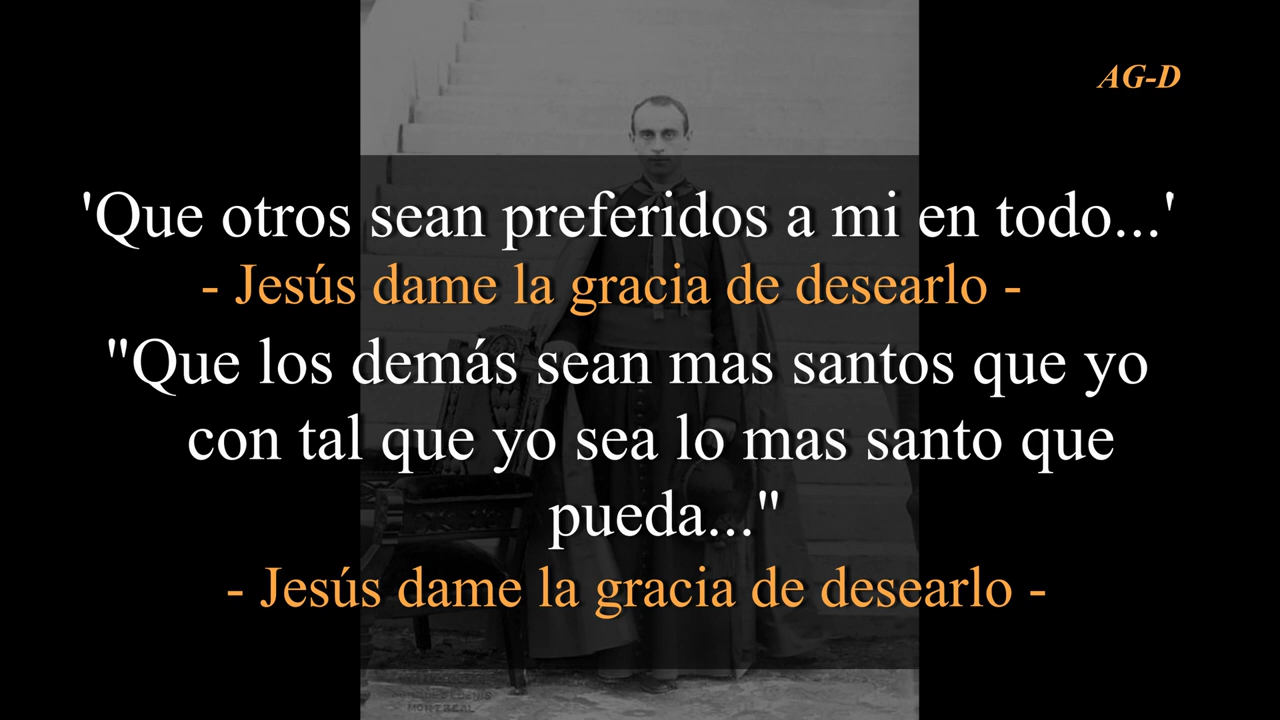 AG-D
'Que otros sean preferidos a mi en todo...'
- Jesús dame la gracia de desearlo -
"Que los demás sean mas santos que yo
con tal que yo sea lo mas santo que
pueda..."
- Jesús dame la gracia de desearlo -
MONTREAL